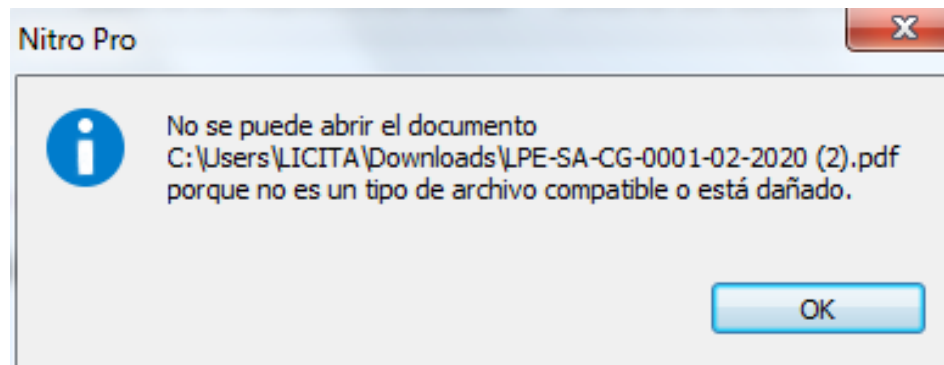 Nitro Pro
No se puede abrir el documento
C:\Users\LICITA\Downloads\LPE-SA-CG-0001-02-2020 (2).pdf
porque no es un tipo de archivo compatible o está dañado.
OK